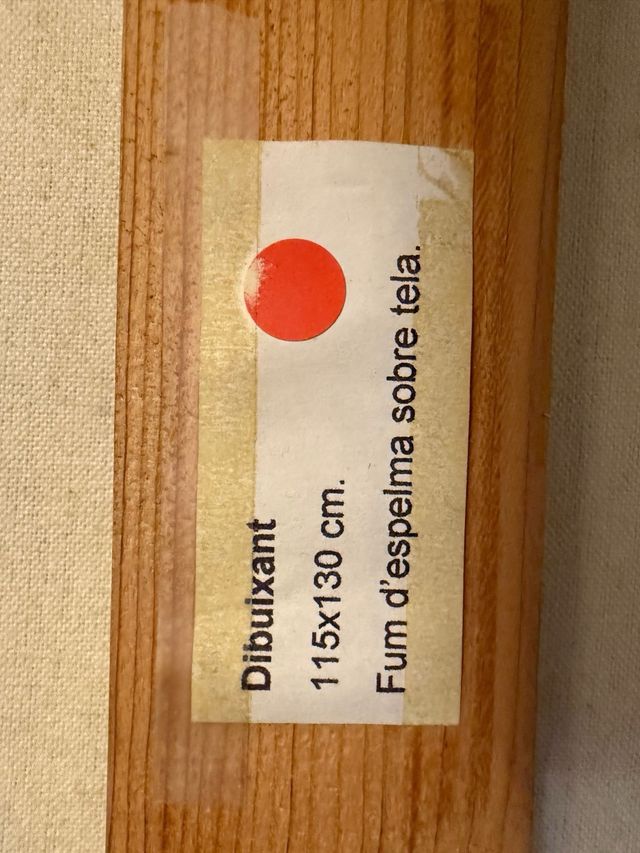 Dibuixant
115x130 cm.
Fum d'espelma sobre tela.